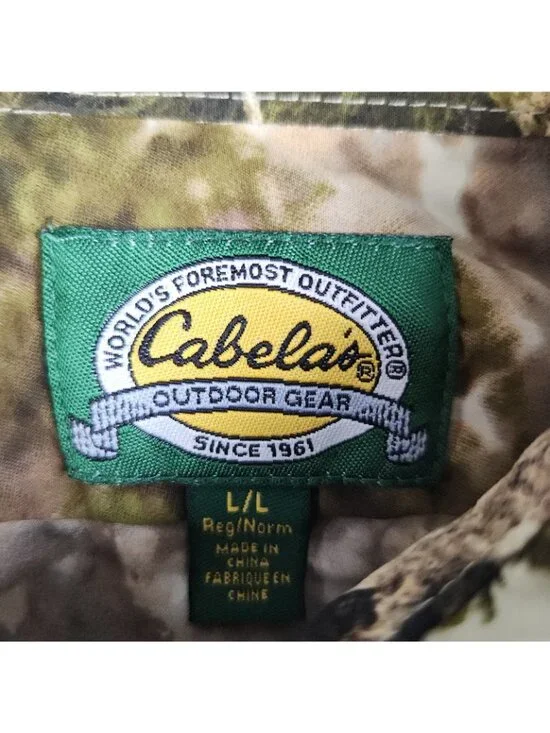 WORLD'S FOREMOST OUTFITTER®
Cabela's®
OUTDOOR GEAR
SINCE 1961
L/L
Reg/Norm
MADE IN
CHINA
FABRIQUE EN
CHINE